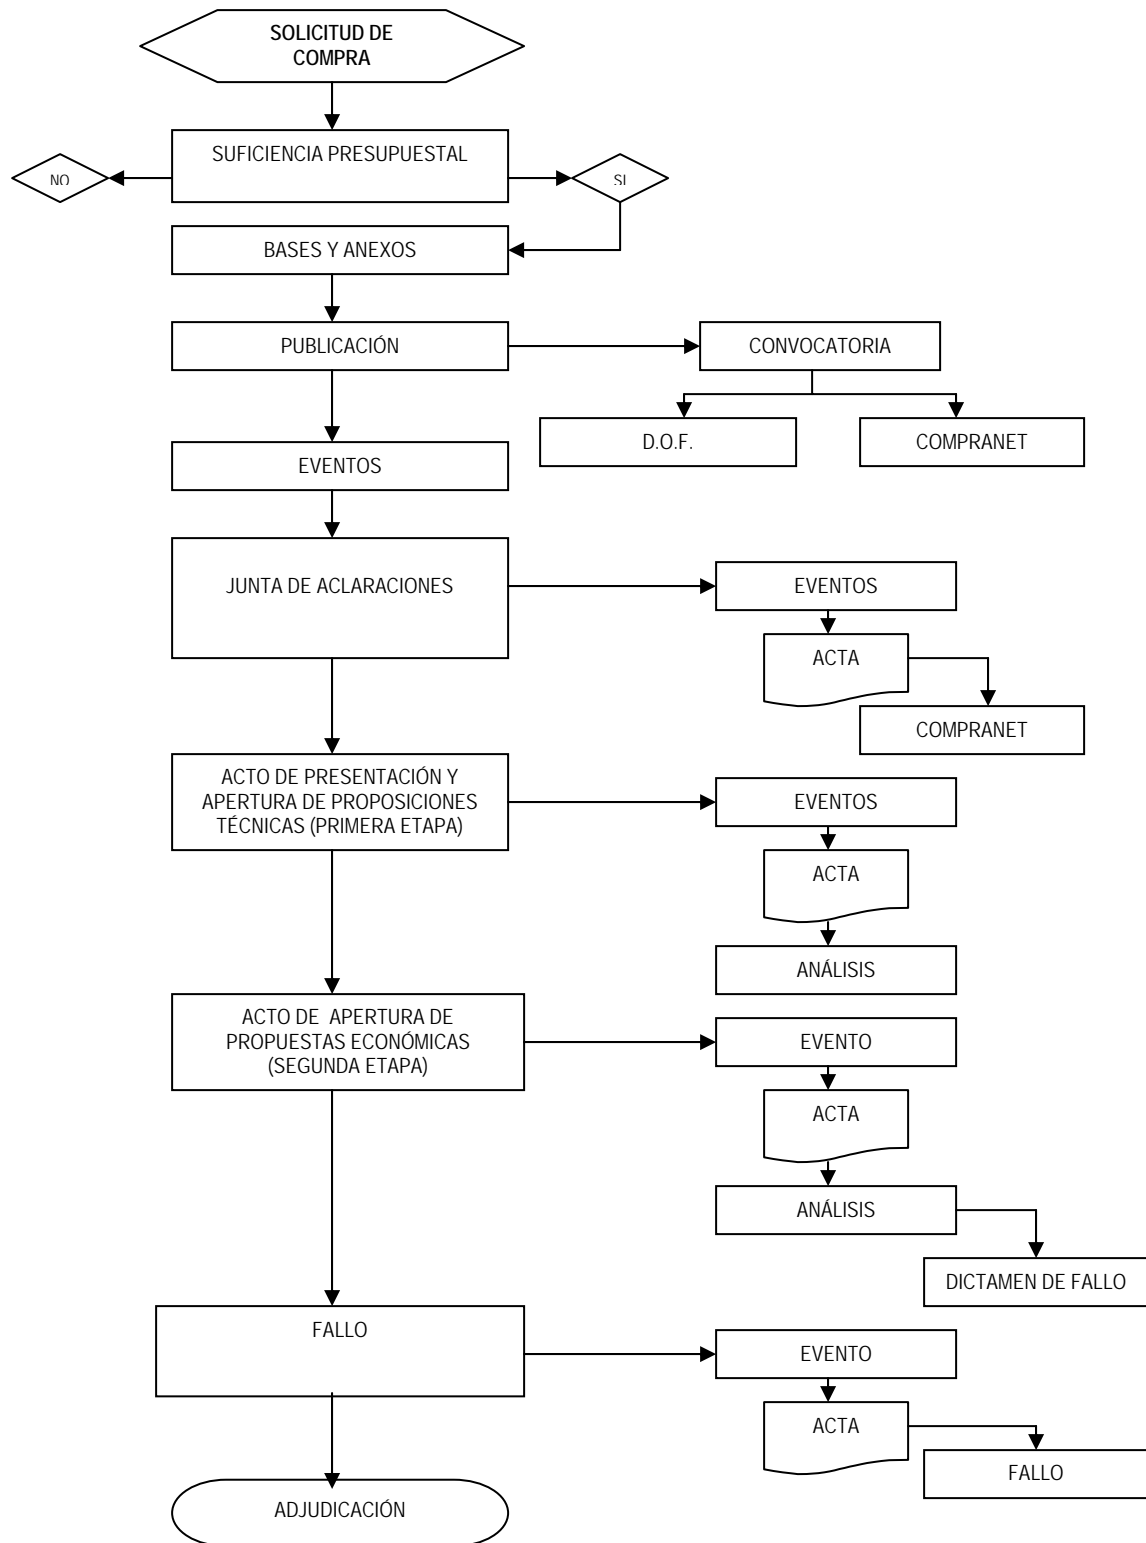 SOLICITUD DE
COMPRA
SUFICIENCIA PRESUPUESTAL
NO
SI
BASES Y ANEXOS
PUBLICACIÓN
CONVOCATORIA
D.O.F.
COMPRANET
EVENTOS
JUNTA DE ACLARACIONES
EVENTOS
ACTA
COMPRANET
ACTO DE PRESENTACIÓN Y
APERTURA DE PROPOSICIONES
TÉCNICAS (PRIMERA ETAPA)
EVENTOS
ACTA
ANÁLISIS
ACTO DE APERTURA DE
PROPUESTAS ECONÓMICAS
(SEGUNDA ETAPA)
EVENTO
ACTA
ANÁLISIS
DICTAMEN DE FALLO
FALLO
EVENTO
ACTA
FALLO
ADJUDICACIÓN